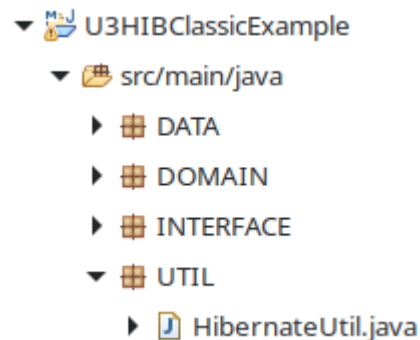 U3HIBClassicExample
src/main/java
DATA
DOMAIN
INTERFACE
UTIL
HibernateUtil.java